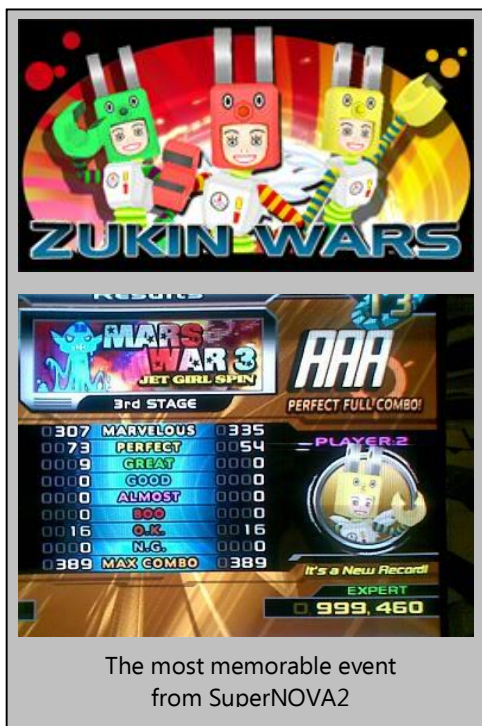 ZUKIN WARS
Results
13
MARS
WAR 3
JET GIRL SPIN
3rd STAGE
AAA
PERFECT FULL COMBO!
0307 MARVELOUS 0335
0073 PERFECT 0054
0009 GREAT 0000
0000 GOOD 0000
0000 ALMOST 0000
0000 BOO 0000
0016 O.K. 0016
0000 N.G. 0000
0389 MAX COMBO 0389
PLAYER:2
It's a New Record!
EXPERT
0 999,460
The most memorable event
from SuperNOVA2